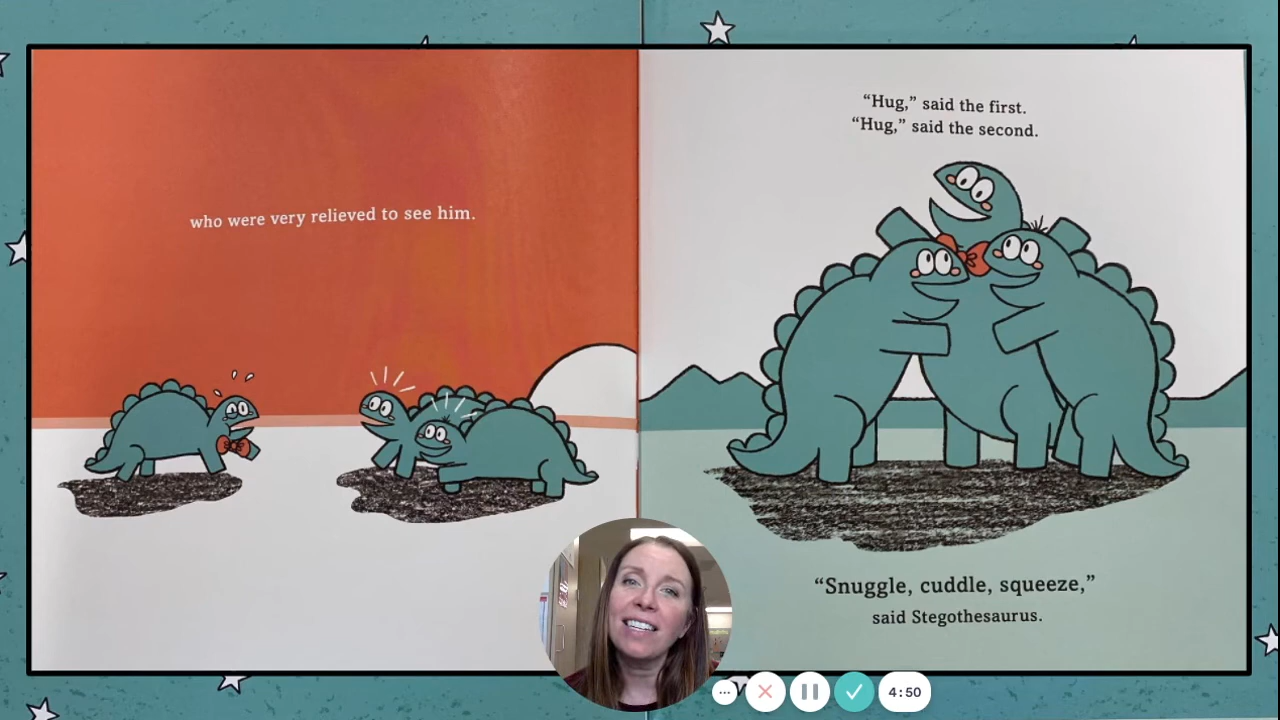 who were very relieved to see him.
“Hug,” said the first.
“Hug,” said the second.
“Snuggle, cuddle, squeeze,”
said Stegothesaurus.
4:50